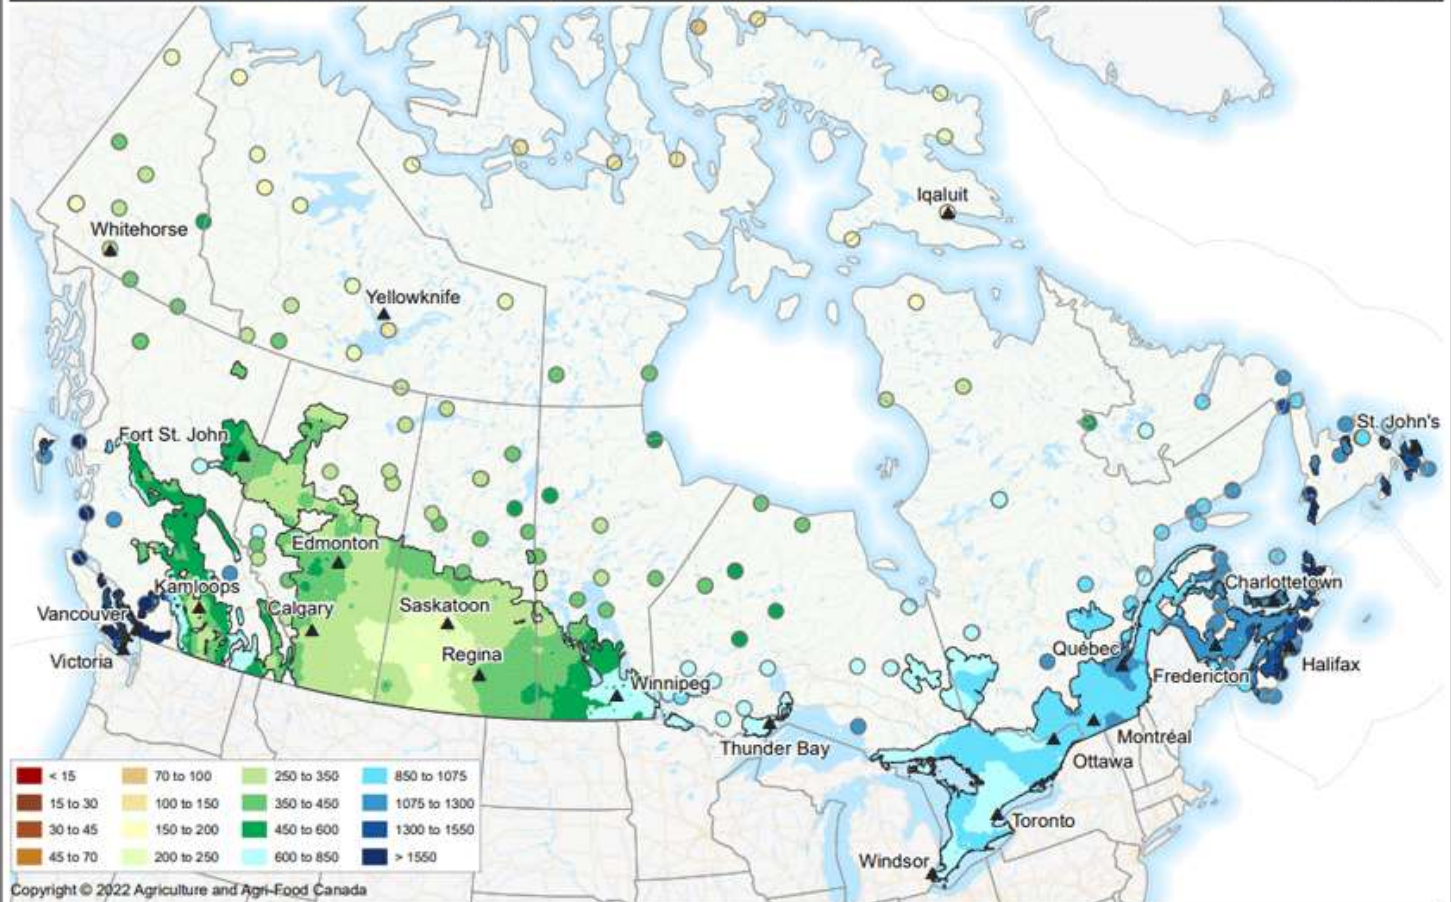 Iqaluit
Whitehorse
Yellowknife
St. John's
Fort St. John
Edmonton
Kamloops
Charlottetown
Calgary
Saskatoon
Vancouver
Québec
Regina
Victoria
Halifax
Fredericton
Winnipeg
Montréal
Thunder Bay
Ottawa
Toronto
Windsor
< 15 70 to 100 250 to 350 850 to 1075
15 to 30 100 to 150 350 to 450 1075 to 1300
30 to 45 150 to 200 450 to 600 1300 to 1550
45 to 70 200 to 250 600 to 850 > 1550
Copyright © 2022 Agriculture and Agri-Food Canada